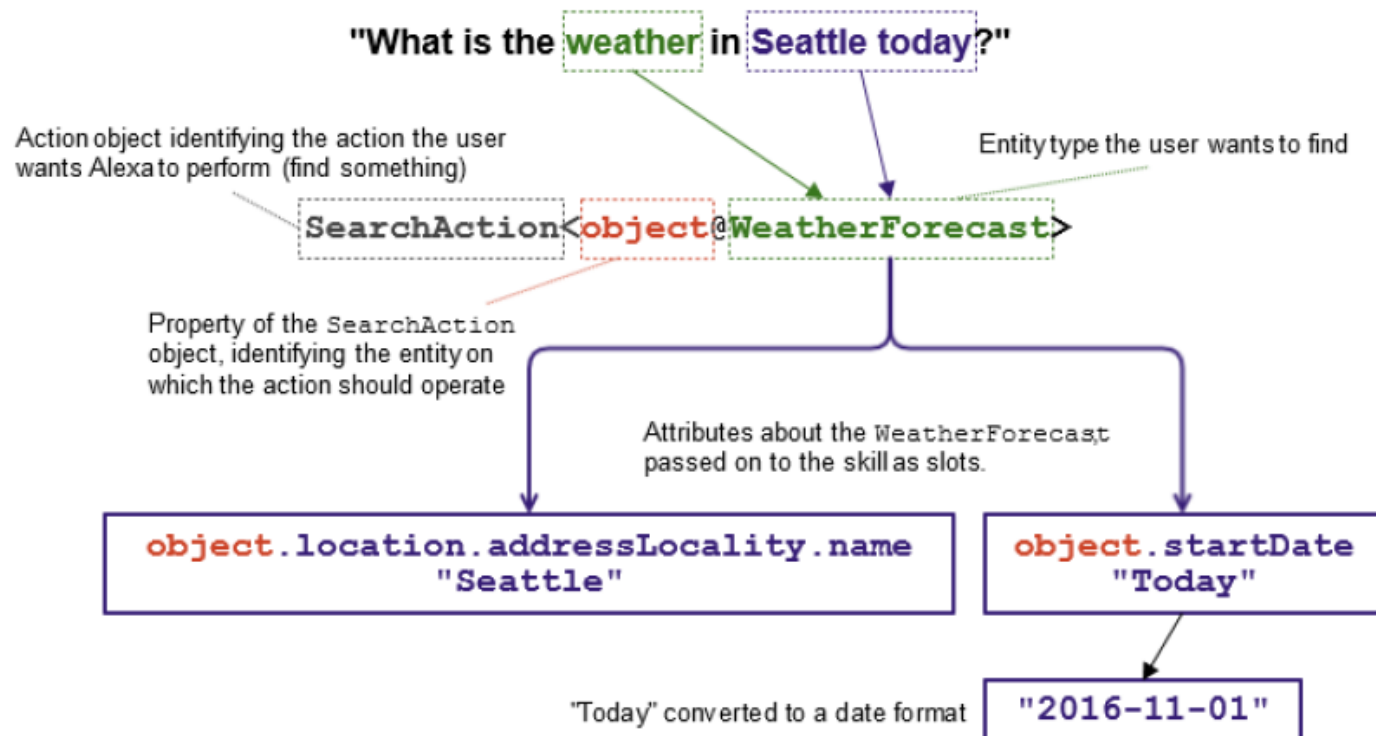 "What is the weather in Seattle today?"
Action object identifying the action the user
wants Alexa to perform (find something)
Entity type the user wants to find
SearchAction<object@WeatherForecast>
Property of the SearchAction
object, identifying the entity on
which the action should operate
Attributes about the WeatherForecast,
passed on to the skill as slots.
object.location.addressLocality.name
"Seattle"
object.startDate
"Today"
"Today" converted to a date format
"2016-11-01"